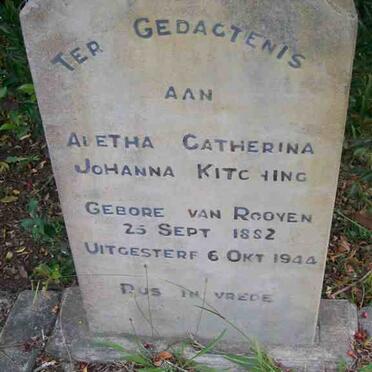 TER GEDACTENIS
AAN
ALETHA CATHERINA
JOHANNA KITCHING
GEBORE VAN ROOYEN
25 SEPT 1882
UITGESTERF 6 OKT 1944
RUS IN VREDE